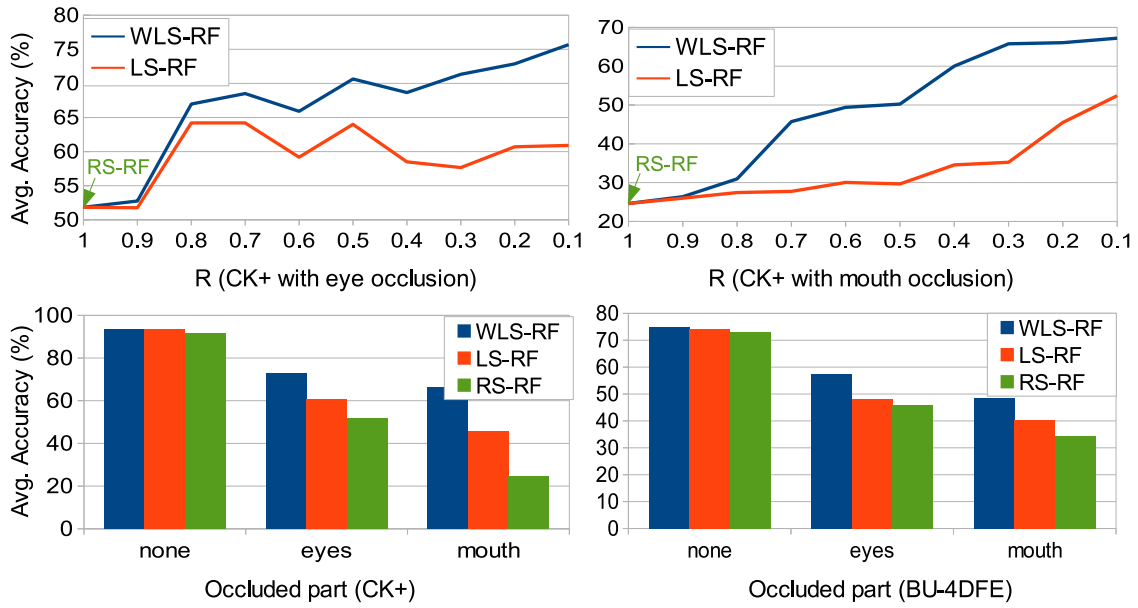 Avg. Accuracy (%)
80
75
70
65
60
55
50
WLS-RF
LS-RF
RS-RF
1 0.9 0.8 0.7 0.6 0.5 0.4 0.3 0.2 0.1
R (CK+ with eye occlusion)
70
60
50
40
30
20
WLS-RF
LS-RF
RS-RF
1 0.9 0.8 0.7 0.6 0.5 0.4 0.3 0.2 0.1
R (CK+ with mouth occlusion)
Avg. Accuracy (%)
100
80
60
40
20
0
WLS-RF
LS-RF
RS-RF
none eyes mouth
Occluded part (CK+)
80
70
60
50
40
30
20
10
0
WLS-RF
LS-RF
RS-RF
none eyes mouth
Occluded part (BU-4DFE)